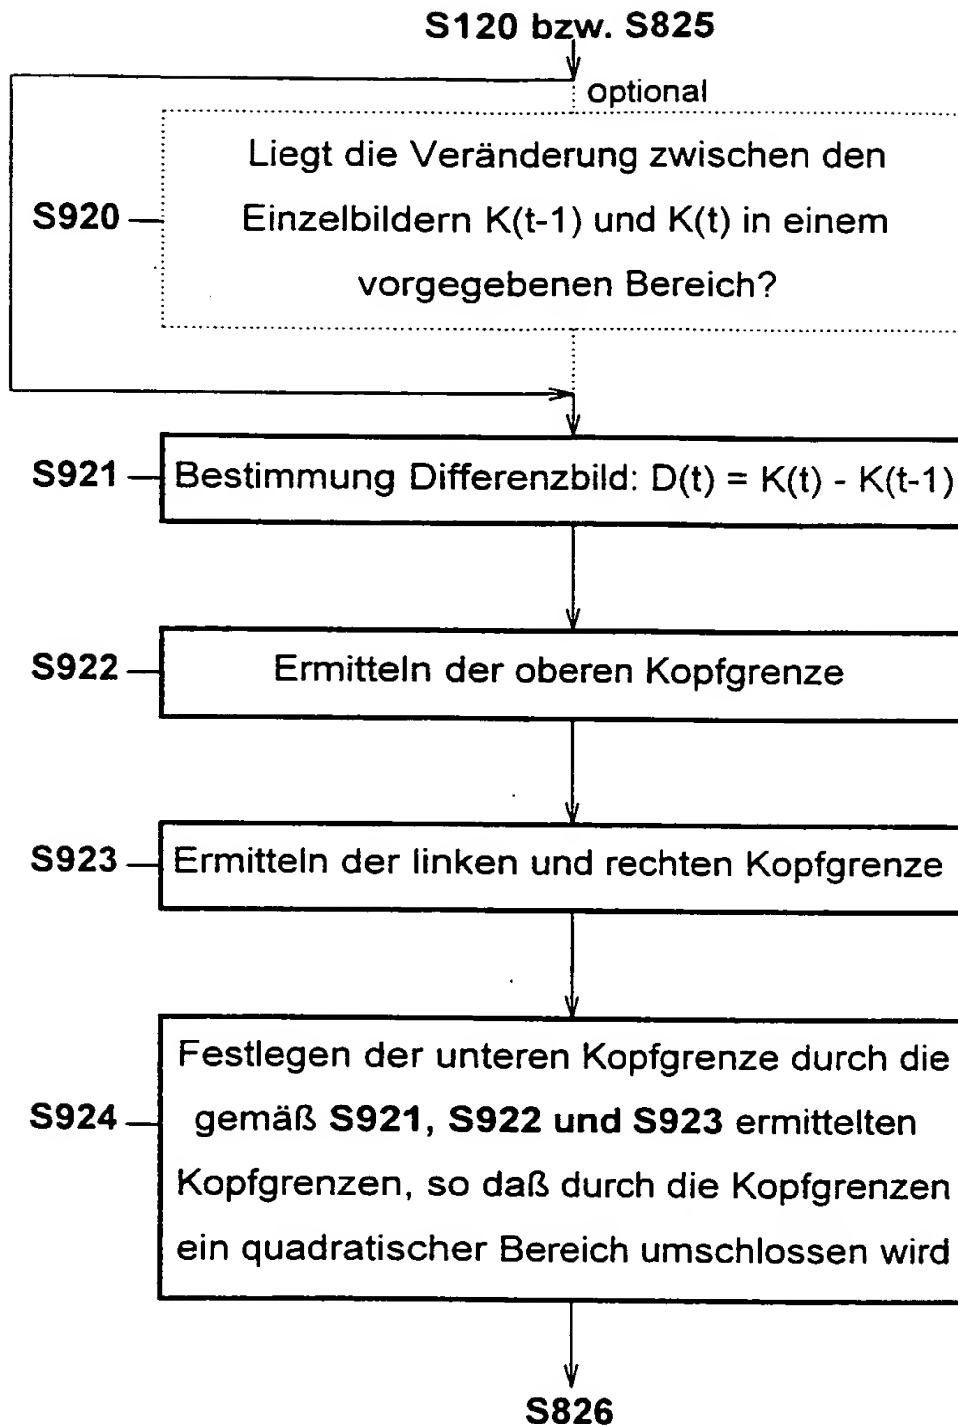 S120 bzw. S825
optional
Liegt die Veränderung zwischen den
S920
Einzelbildern K(t-1) und K(t) in einem
vorgegebenen Bereich?
S921
Bestimmung Differenzbild: D(t) = K(t) - K(t-1)
S922
Ermitteln der oberen Kopfgrenze
S923
Ermitteln der linken und rechten Kopfgrenze
Festlegen der unteren Kopfgrenze durch die
S924
gemäß S921, S922 und S923 ermittelten
Kopfgrenzen, so daß durch die Kopfgrenzen
ein quadratischer Bereich umschlossen wird
S826